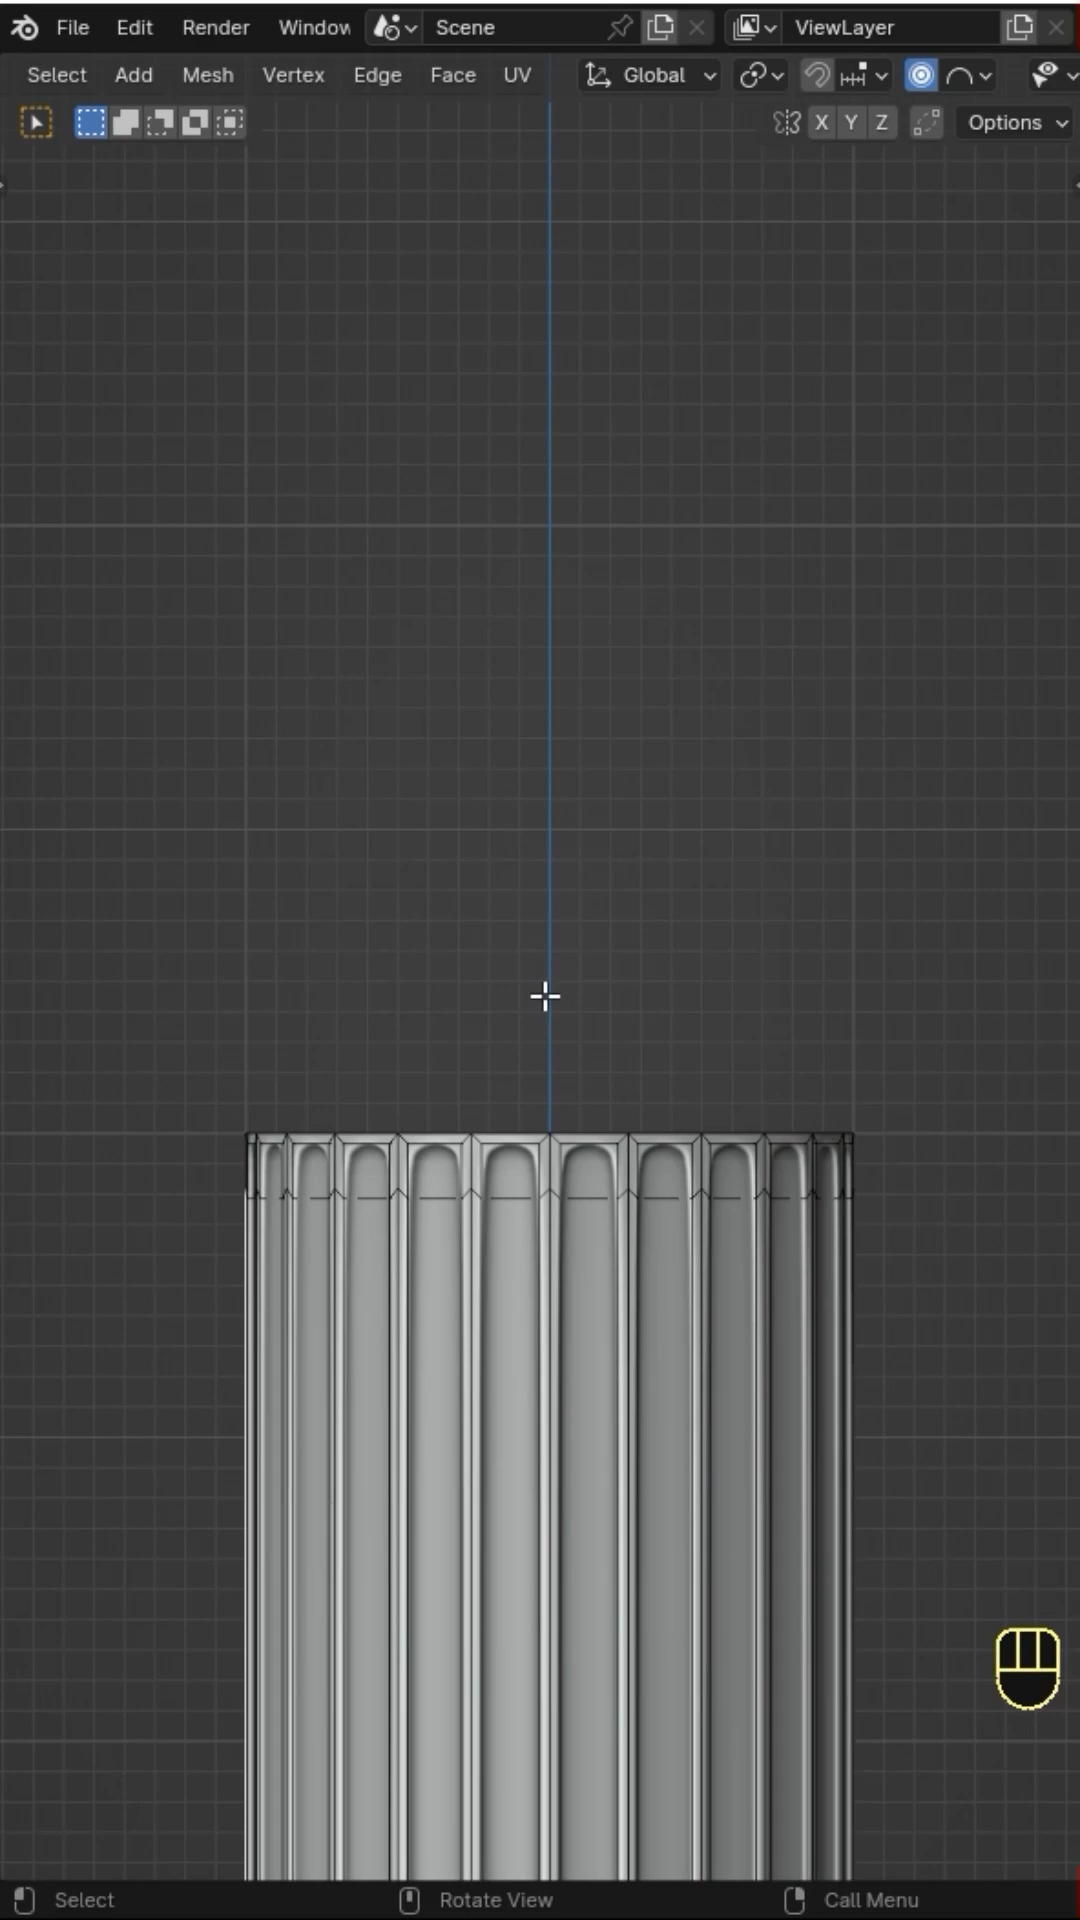 File Edit Render Window Scene ViewLayer
Select Add Mesh Vertex Edge Face UV Global
X Y Z Options
Select Rotate View Call Menu